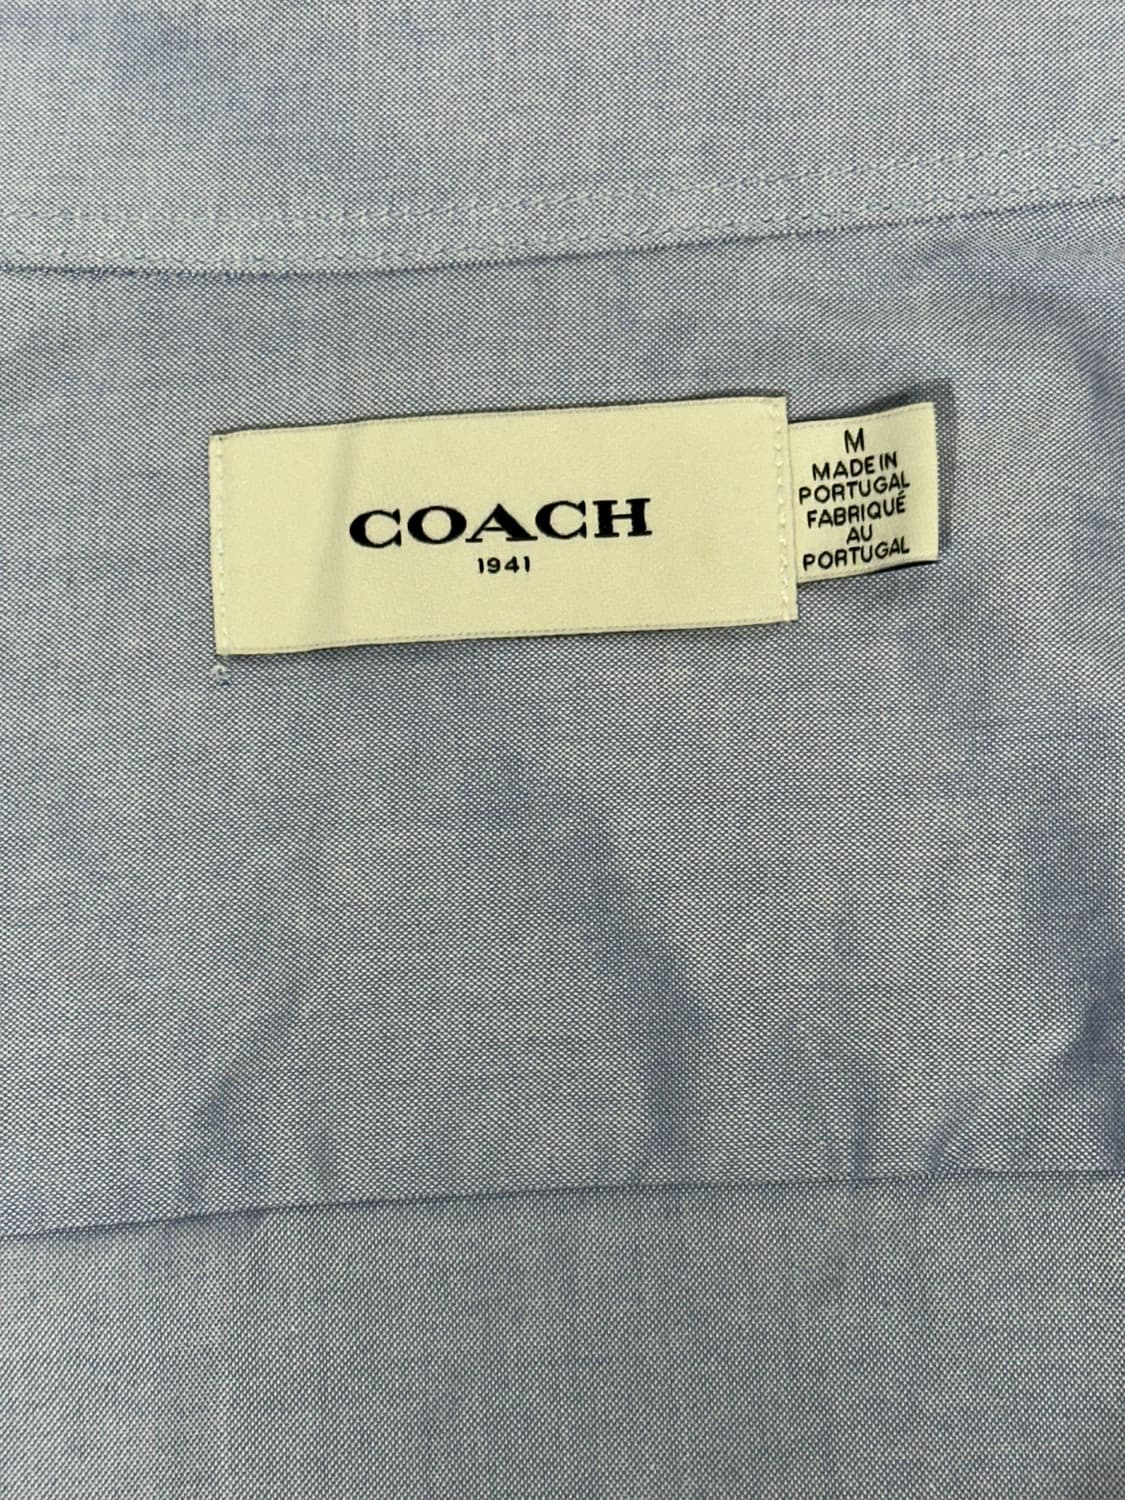 COACH
1941
M
MADE IN
PORTUGAL
FABRIQUÉ
AU
PORTUGAL